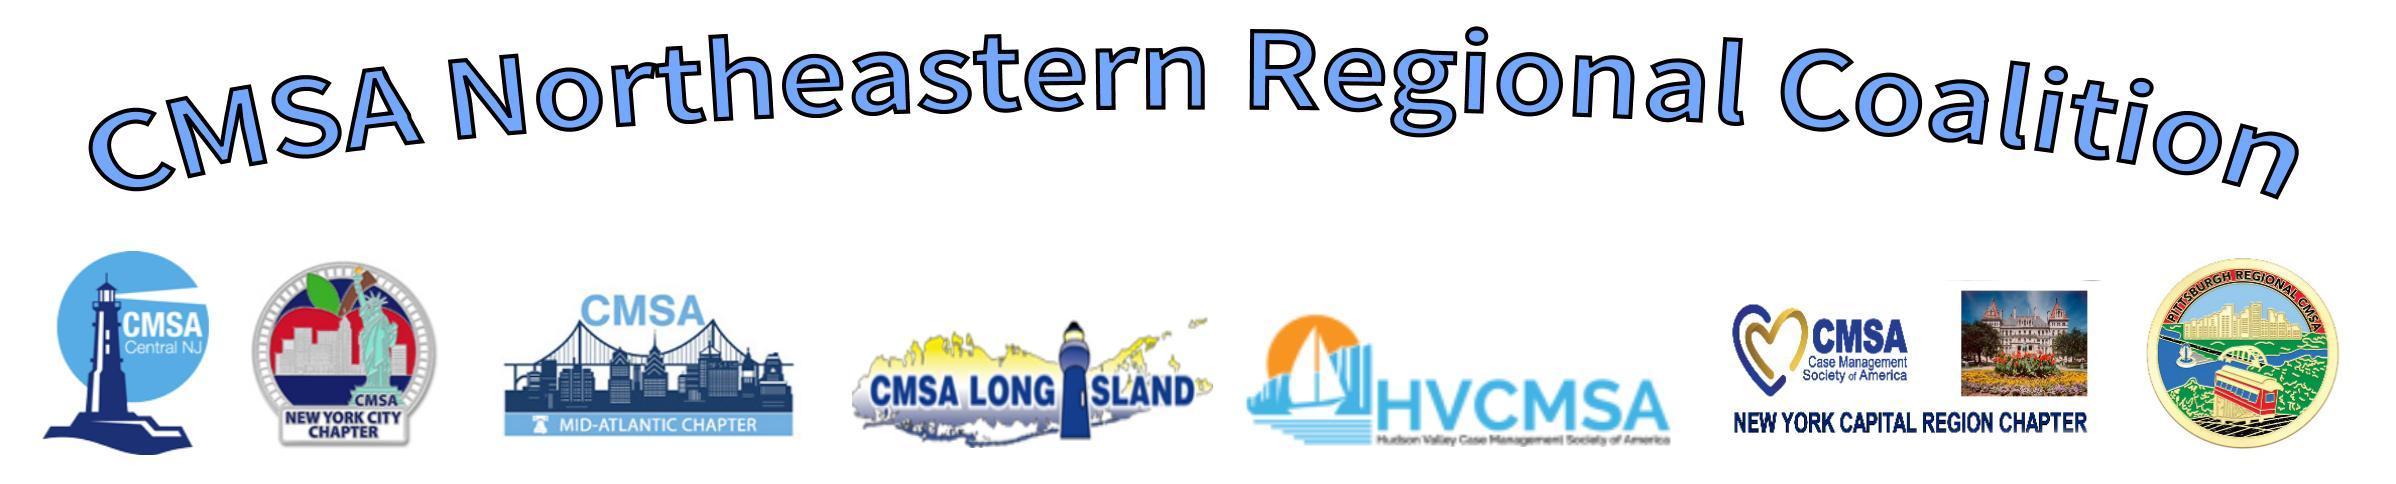 CMSA Northeastern Regional Coalition
CMSA
Central NJ
CMSA
NEW YORK CITY
CHAPTER
CMSA
MID-ATLANTIC CHAPTER
CMSA LONG ISLAND
HVCMSA
Hudson Valley Case Management Society of America
CMSA
Case Management
Society of America
NEW YORK CAPITAL REGION CHAPTER
PITTSBURGH REGIONAL CMSA